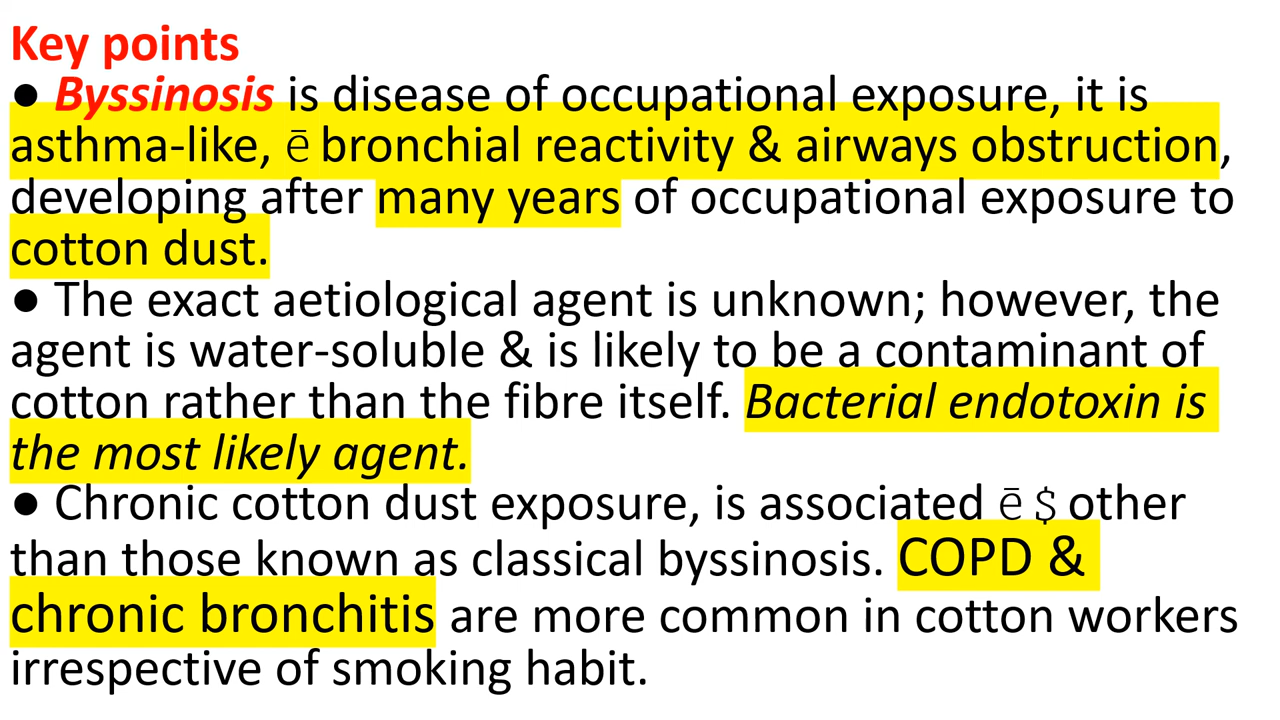 Key points
● Byssinosis is disease of occupational exposure, it is
asthma-like, ē bronchial reactivity & airways obstruction,
developing after many years of occupational exposure to
cotton dust.
● The exact aetiological agent is unknown; however, the
agent is water-soluble & is likely to be a contaminant of
cotton rather than the fibre itself. Bacterial endotoxin is
the most likely agent.
● Chronic cotton dust exposure, is associated ē $ other
than those known as classical byssinosis. COPD &
chronic bronchitis are more common in cotton workers
irrespective of smoking habit.